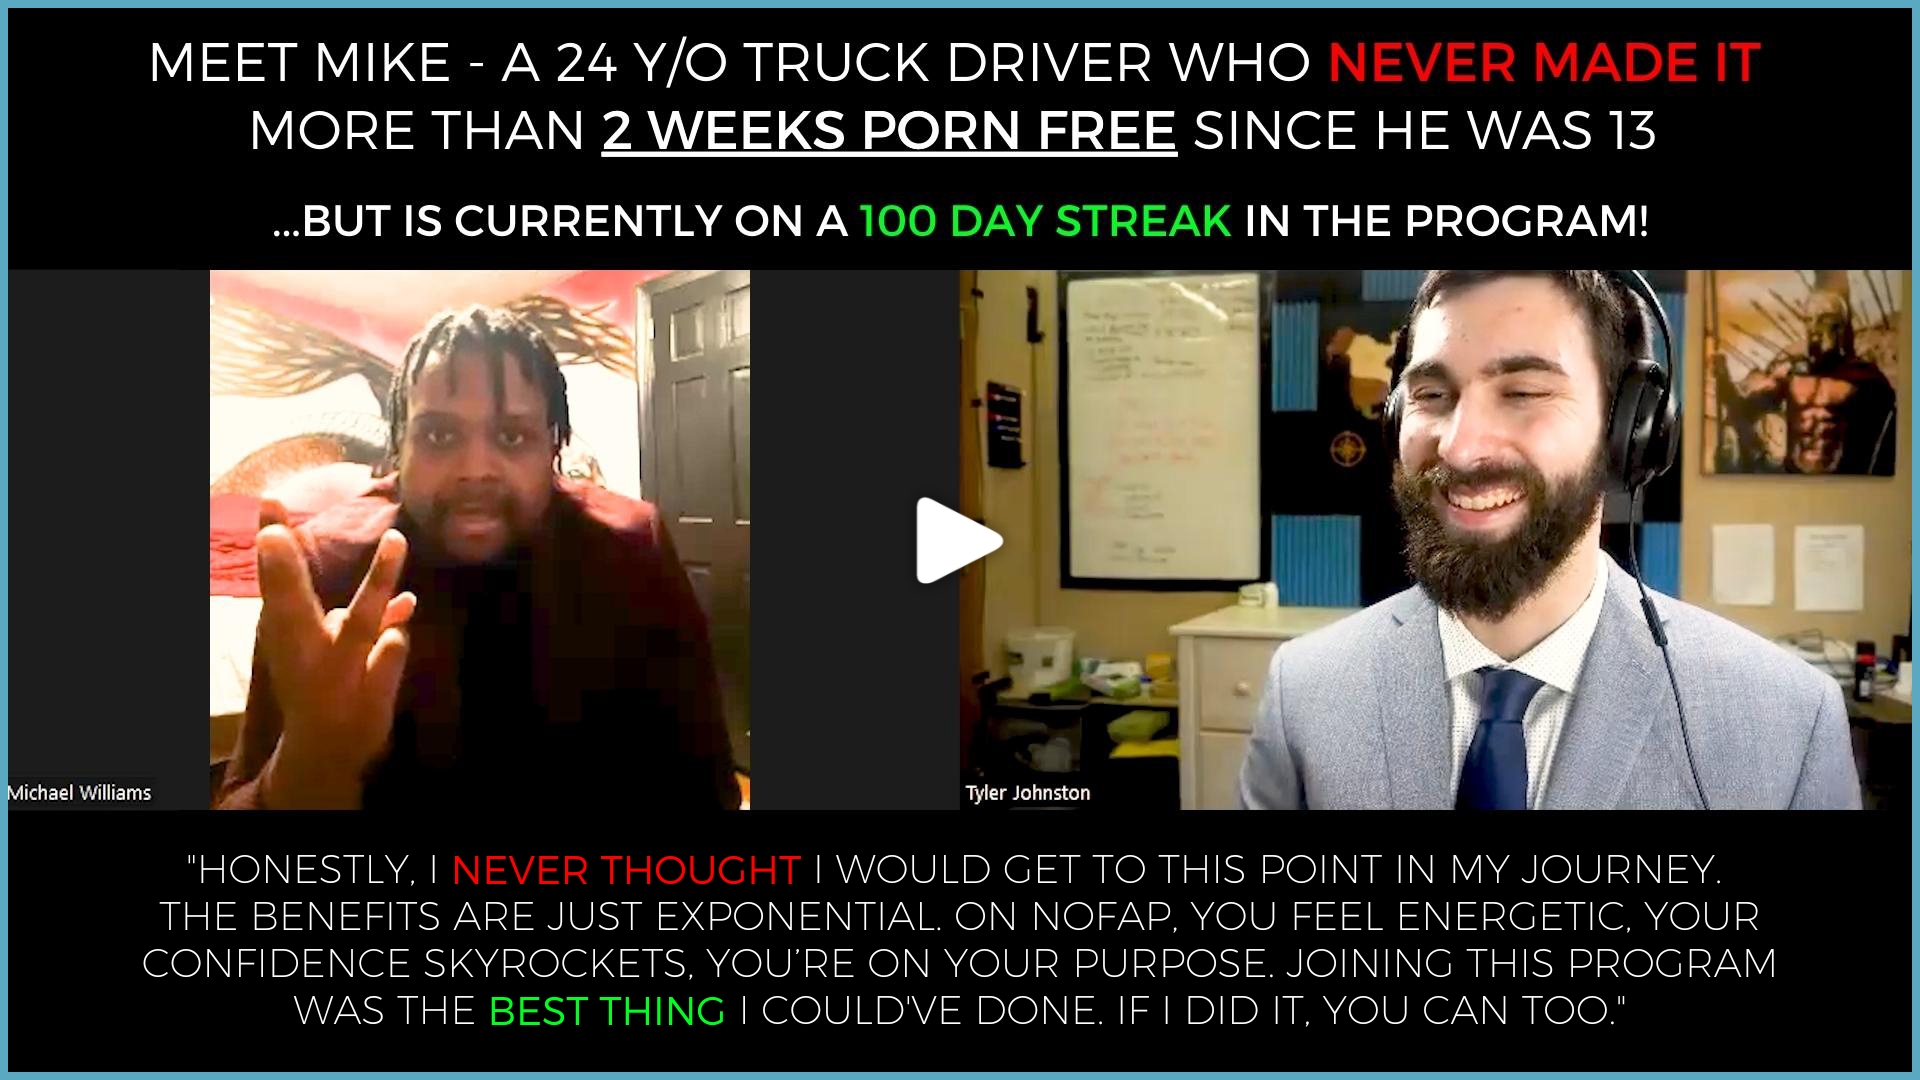 MEET MIKE - A 24 Y/O TRUCK DRIVER WHO NEVER MADE IT
MORE THAN 2 WEEKS PORN FREE SINCE HE WAS 13
...BUT IS CURRENTLY ON A 100 DAY STREAK IN THE PROGRAM!
Michael Williams
Tyler Johnston
"HONESTLY, I NEVER THOUGHT I WOULD GET TO THIS POINT IN MY JOURNEY.
THE BENEFITS ARE JUST EXPONENTIAL. ON NOFAP, YOU FEEL ENERGETIC, YOUR
CONFIDENCE SKYROCKETS, YOU’RE ON YOUR PURPOSE. JOINING THIS PROGRAM
WAS THE BEST THING I COULD'VE DONE. IF I DID IT, YOU CAN TOO."